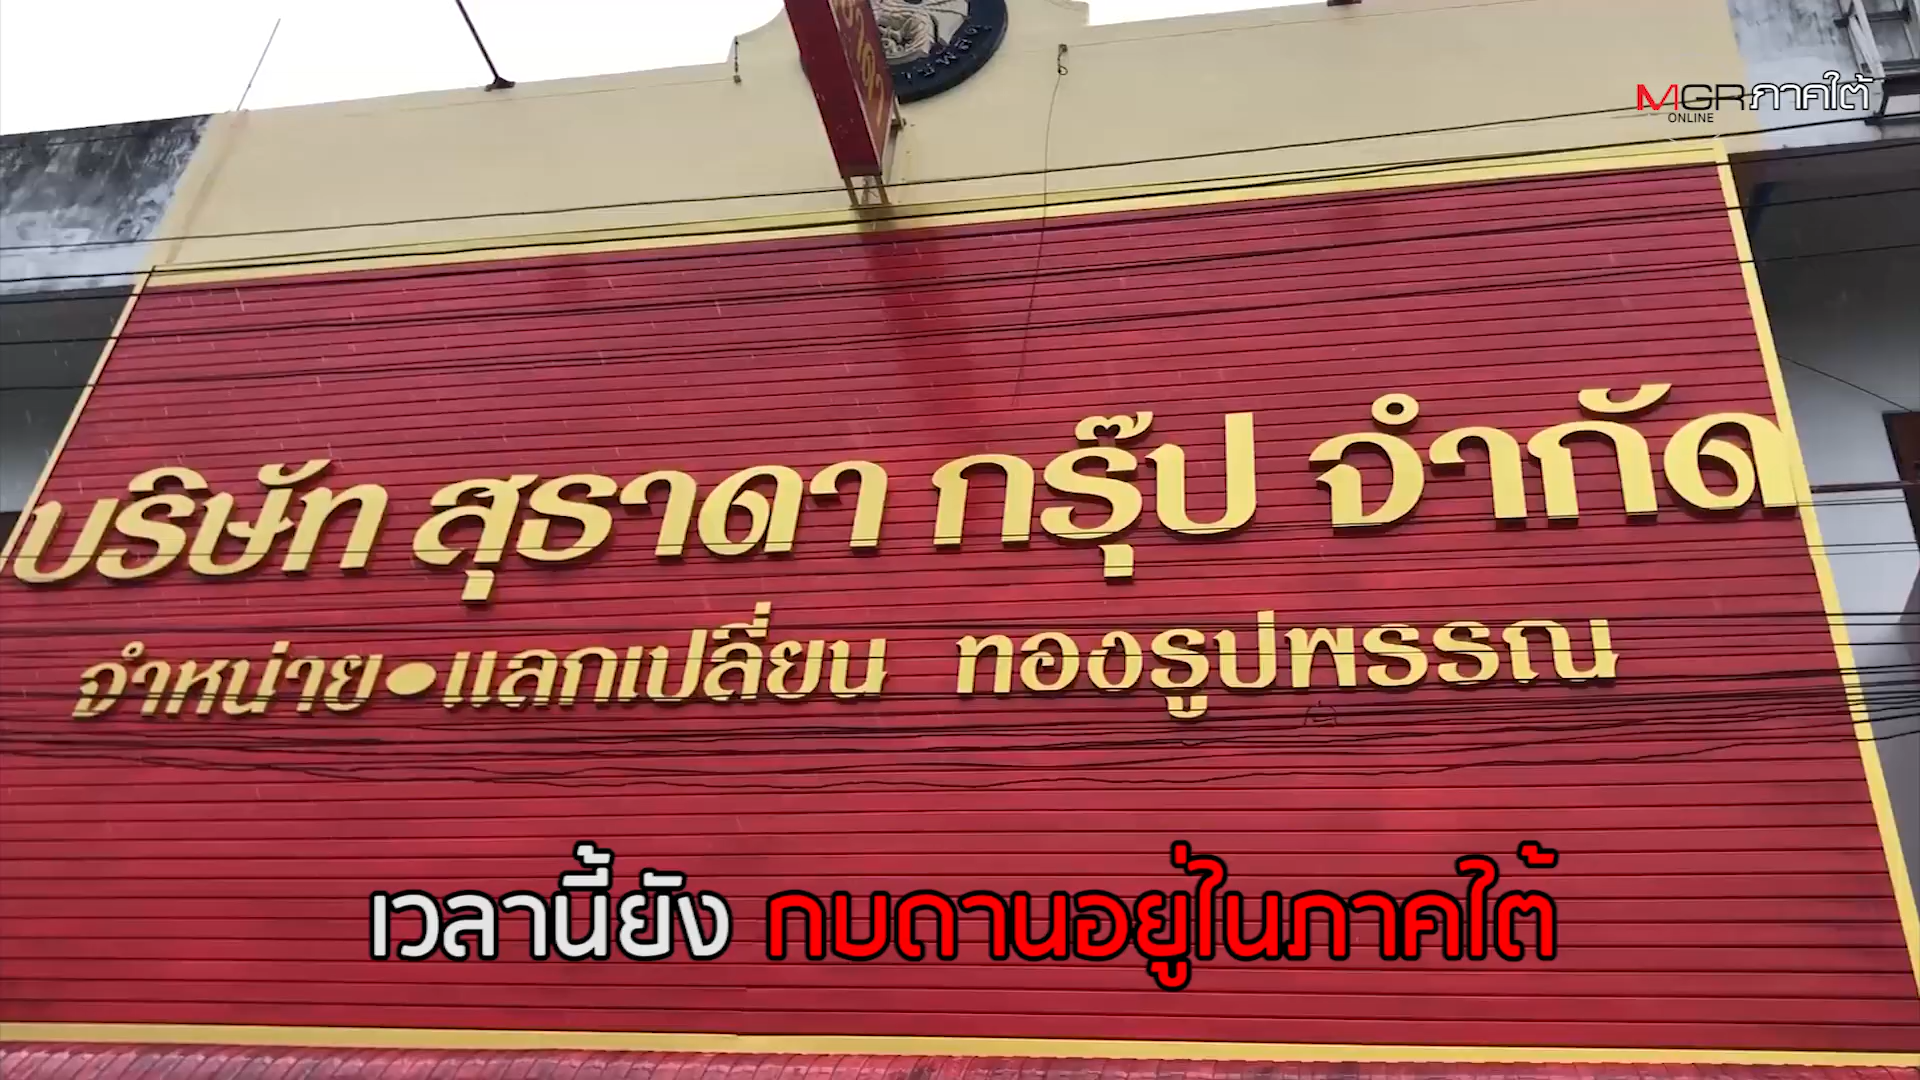 MGR ภาคใต้
ONLINE
บริษัท สุธาดา กรุ๊ป จำกัด
จำหน่าย•แลกเปลี่ยน ทองรูปพรรณ
เวลานี้ยัง กบดานอยู่ในภาคใต้